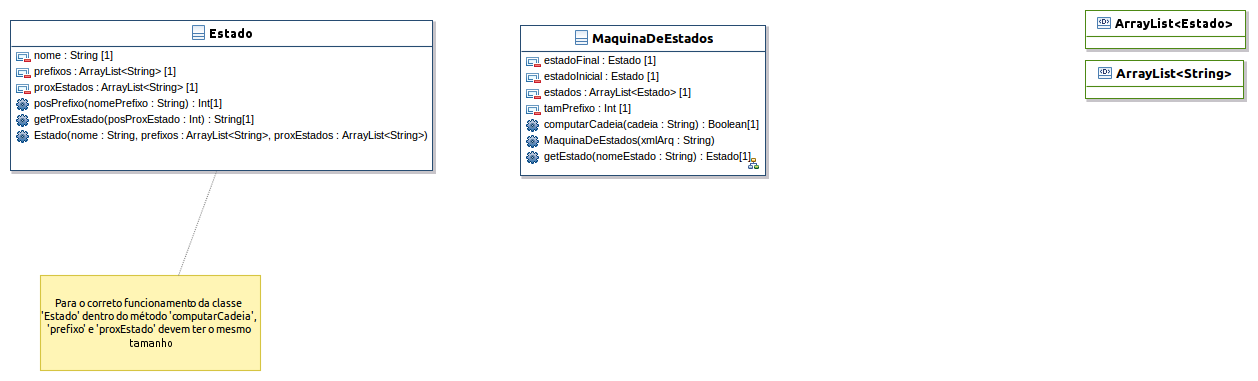 Estado
nome : String [1]
prefixos : ArrayList<String> [1]
proxEstados : ArrayList<String> [1]
posPrefixo(nomePrefixo : String) : Int[1]
getProxEstado(posProxEstado : Int) : String[1]
Estado(nome : String, prefixos : ArrayList<String>, proxEstados : ArrayList<String>)
Para o correto funcionamento da classe
'Estado' dentro do método 'computarCadeia',
'prefixo' e 'proxEstado' devem ter o mesmo
tamanho
MaquinaDeEstados
estadoFinal : Estado [1]
estadoInicial : Estado [1]
estados : ArrayList<Estado> [1]
tamPrefixo : Int [1]
computarCadeia(cadeia : String) : Boolean[1]
MaquinaDeEstados(xmlArq : String)
getEstado(nomeEstado : String) : Estado[1]
ArrayList<Estado>
ArrayList<String>